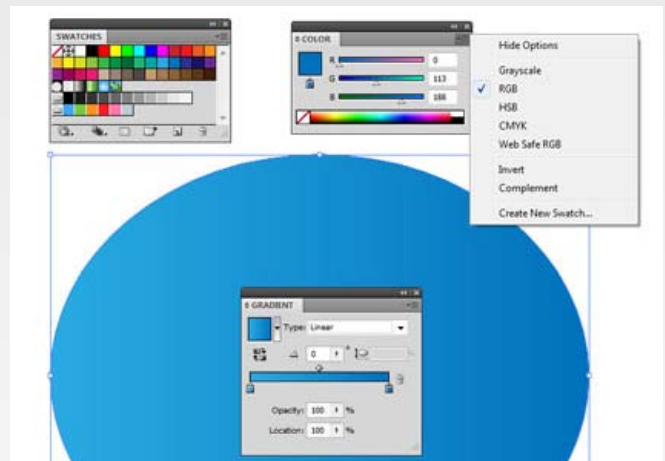 SWATCHES
COLOR
R 0
G 113
B 188
Hide Options
Grayscale
RGB
HSB
CMYK
Web Safe RGB
Invert
Complement
Create New Swatch...
GRADIENT
Type: Linear
0 °
Opacity: 100 %
Location: 100 %